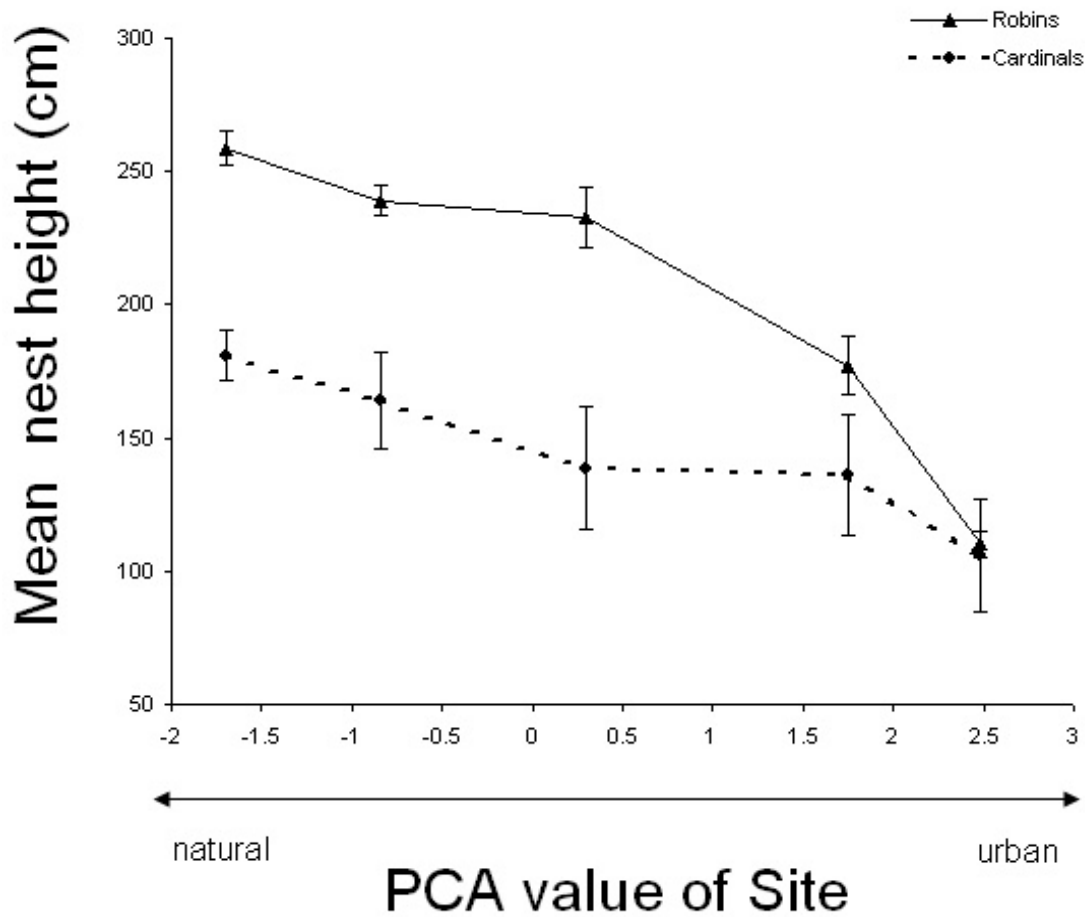 Robins
Cardinals
Mean nest height (cm)
300
250
200
150
100
50
-2 -1.5 -1 -0.5 0 0.5 1 1.5 2 2.5 3
natural urban
PCA value of Site